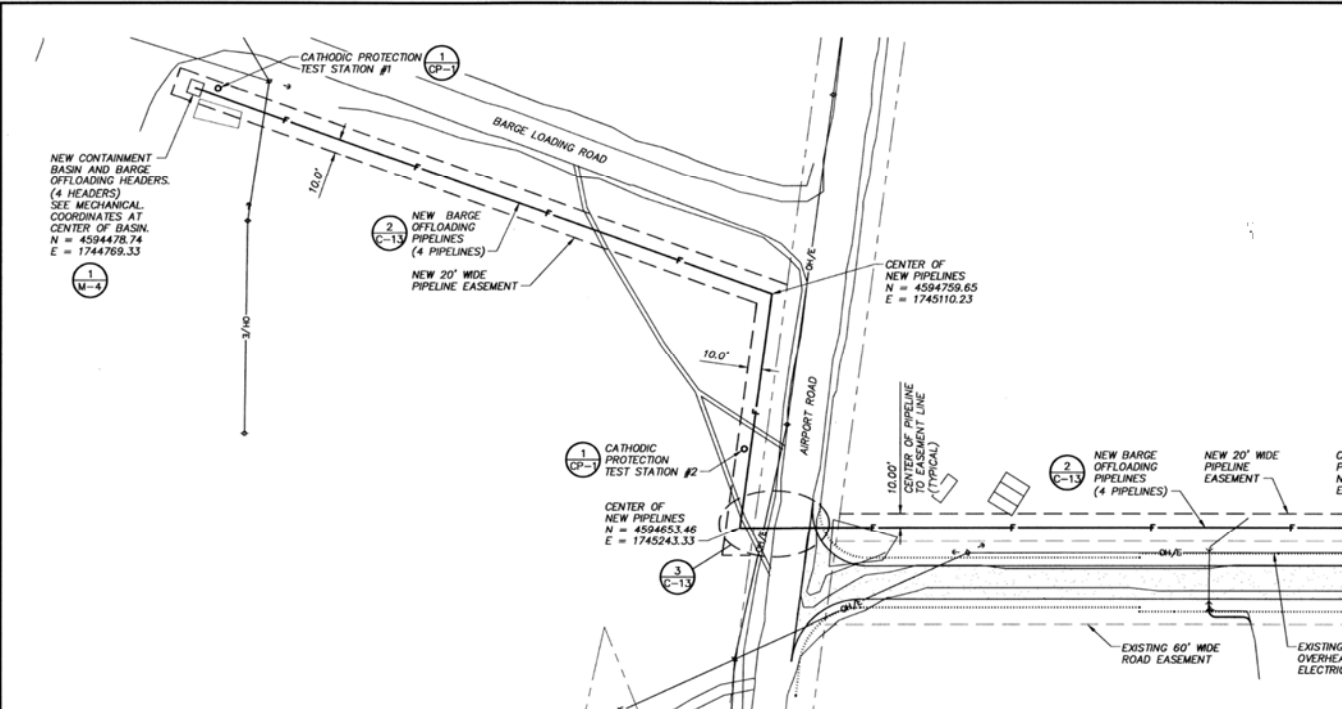 CATHODIC PROTECTION
TEST STATION #1
1
CP-1
BARGE LOADING ROAD
NEW CONTAINMENT
BASIN AND BARGE
OFFLOADING HEADERS.
(4 HEADERS)
SEE MECHANICAL.
COORDINATES AT
CENTER OF BASIN.
N = 4594478.74
E = 1744769.33
1
M-4
10.0'
F
F
F
F
2
C-13
NEW BARGE
OFFLOADING
PIPELINES
(4 PIPELINES)
NEW 20' WIDE
PIPELINE EASEMENT
OH/E
OH/E
CENTER OF
NEW PIPELINES
N = 4594759.65
E = 1745110.23
10.0'
F
AIRPORT ROAD
1
CP-1
CATHODIC
PROTECTION
TEST STATION #2
10.00'
CENTER OF PIPELINE
TO EASEMENT LINE
(TYPICAL)
2
C-13
NEW BARGE
OFFLOADING
PIPELINES
(4 PIPELINES)
NEW 20' WIDE
PIPELINE
EASEMENT
C
P
N
E
CENTER OF
NEW PIPELINES
N = 4594653.46
E = 1745243.33
F
F
F
F
OH/E
OH/E
3
C-13
OH/E
EXISTING 60' WIDE
ROAD EASEMENT
EXISTING
OVERHEA
ELECTRIC